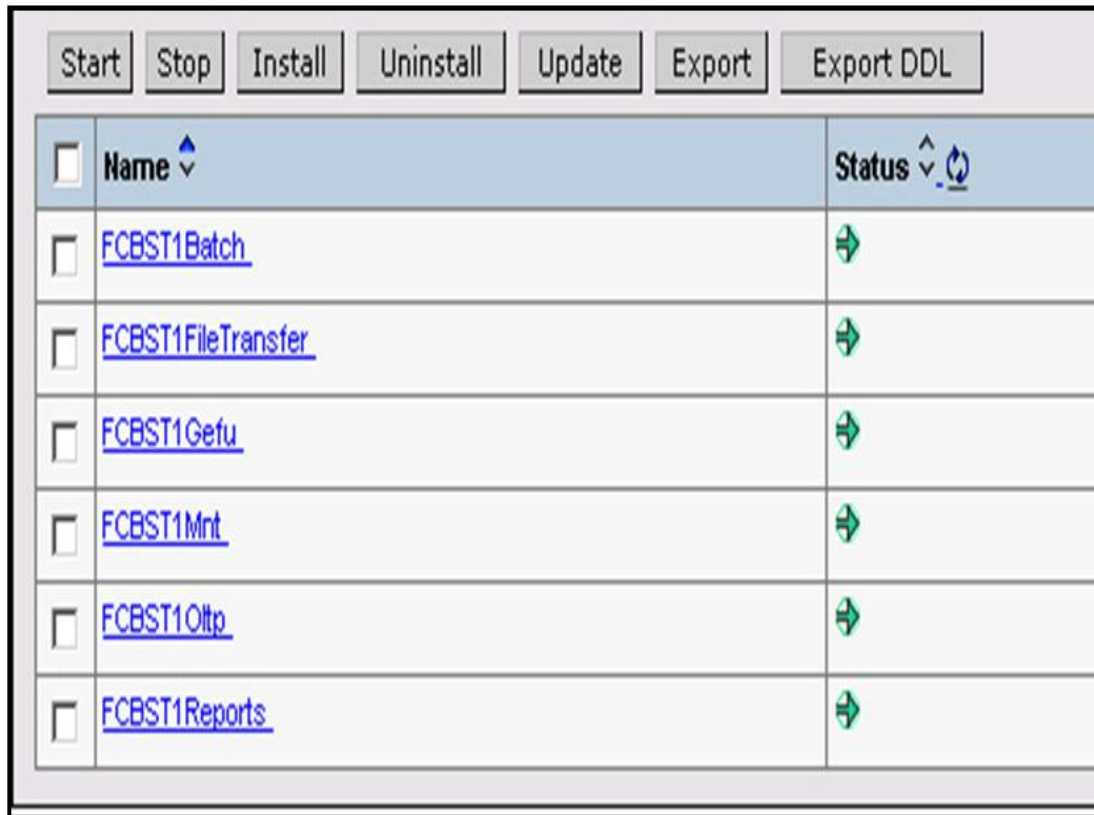 Start Stop Install Uninstall Update Export Export DDL
Name Status
FCBST1Batch
FCBST1FileTransfer
FCBST1Gefu
FCBST1Mnt
FCBST1Oltp
FCBST1Reports